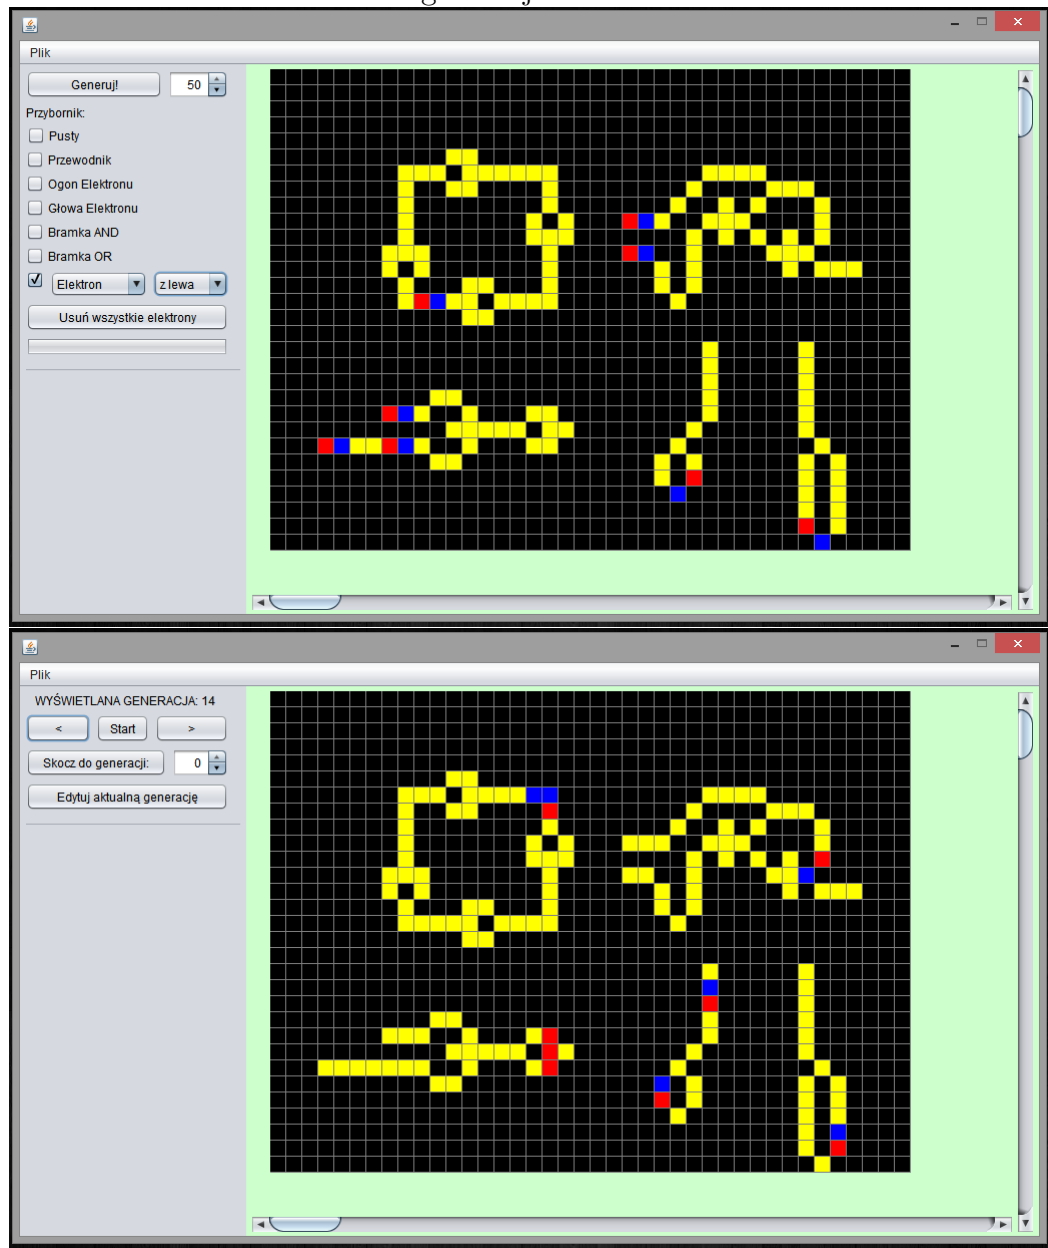 Plik
Generuj! 50
Przybornik:
Pusty
Przewodnik
Ogon Elektronu
Głowa Elektronu
Bramka AND
Bramka OR
Elektron z lewa
Usuń wszystkie elektrony
Plik
WYŚWIETLANA GENERACJA: 14
< Start >
Skocz do generacji: 0
Edytuj aktualną generację